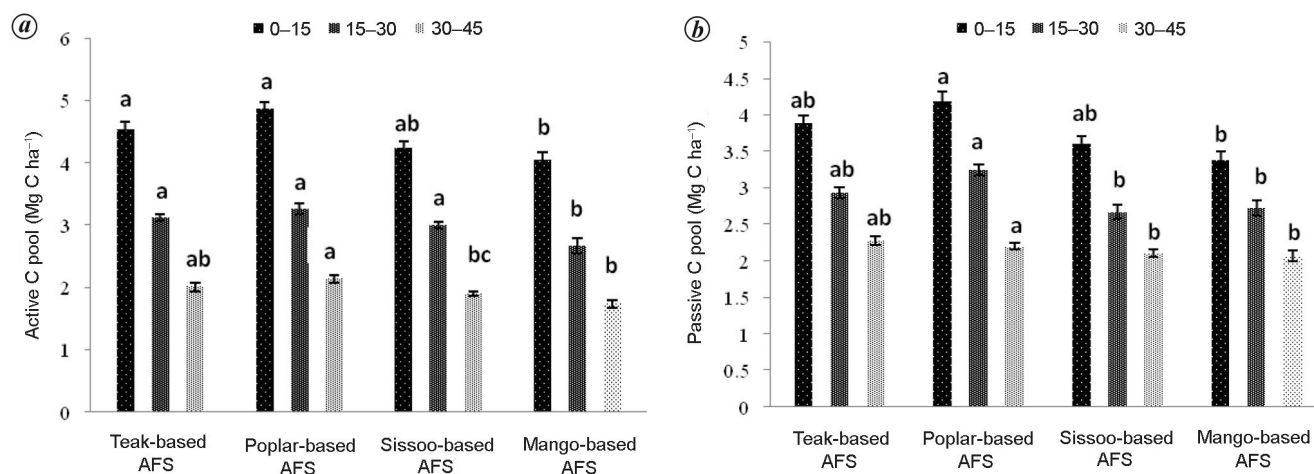 a
0–15 15–30 30–45
6
5
4
3
2
1
0
Active C pool (Mg C ha⁻¹)
a
a
ab
a
a
a
ab
a
bc
b
b
b
Teak-based
AFS
Poplar-based
AFS
Sissoo-based
AFS
Mango-based
AFS
b
0–15 15–30 30–45
5
4.5
4
3.5
3
2.5
2
1.5
1
0.5
0
Passive C pool (Mg C ha⁻¹)
ab
ab
ab
a
a
a
ab
b
b
b
b
b
Teak-based
AFS
Poplar-based
AFS
Sissoo-based
AFS
Mango-based
AFS